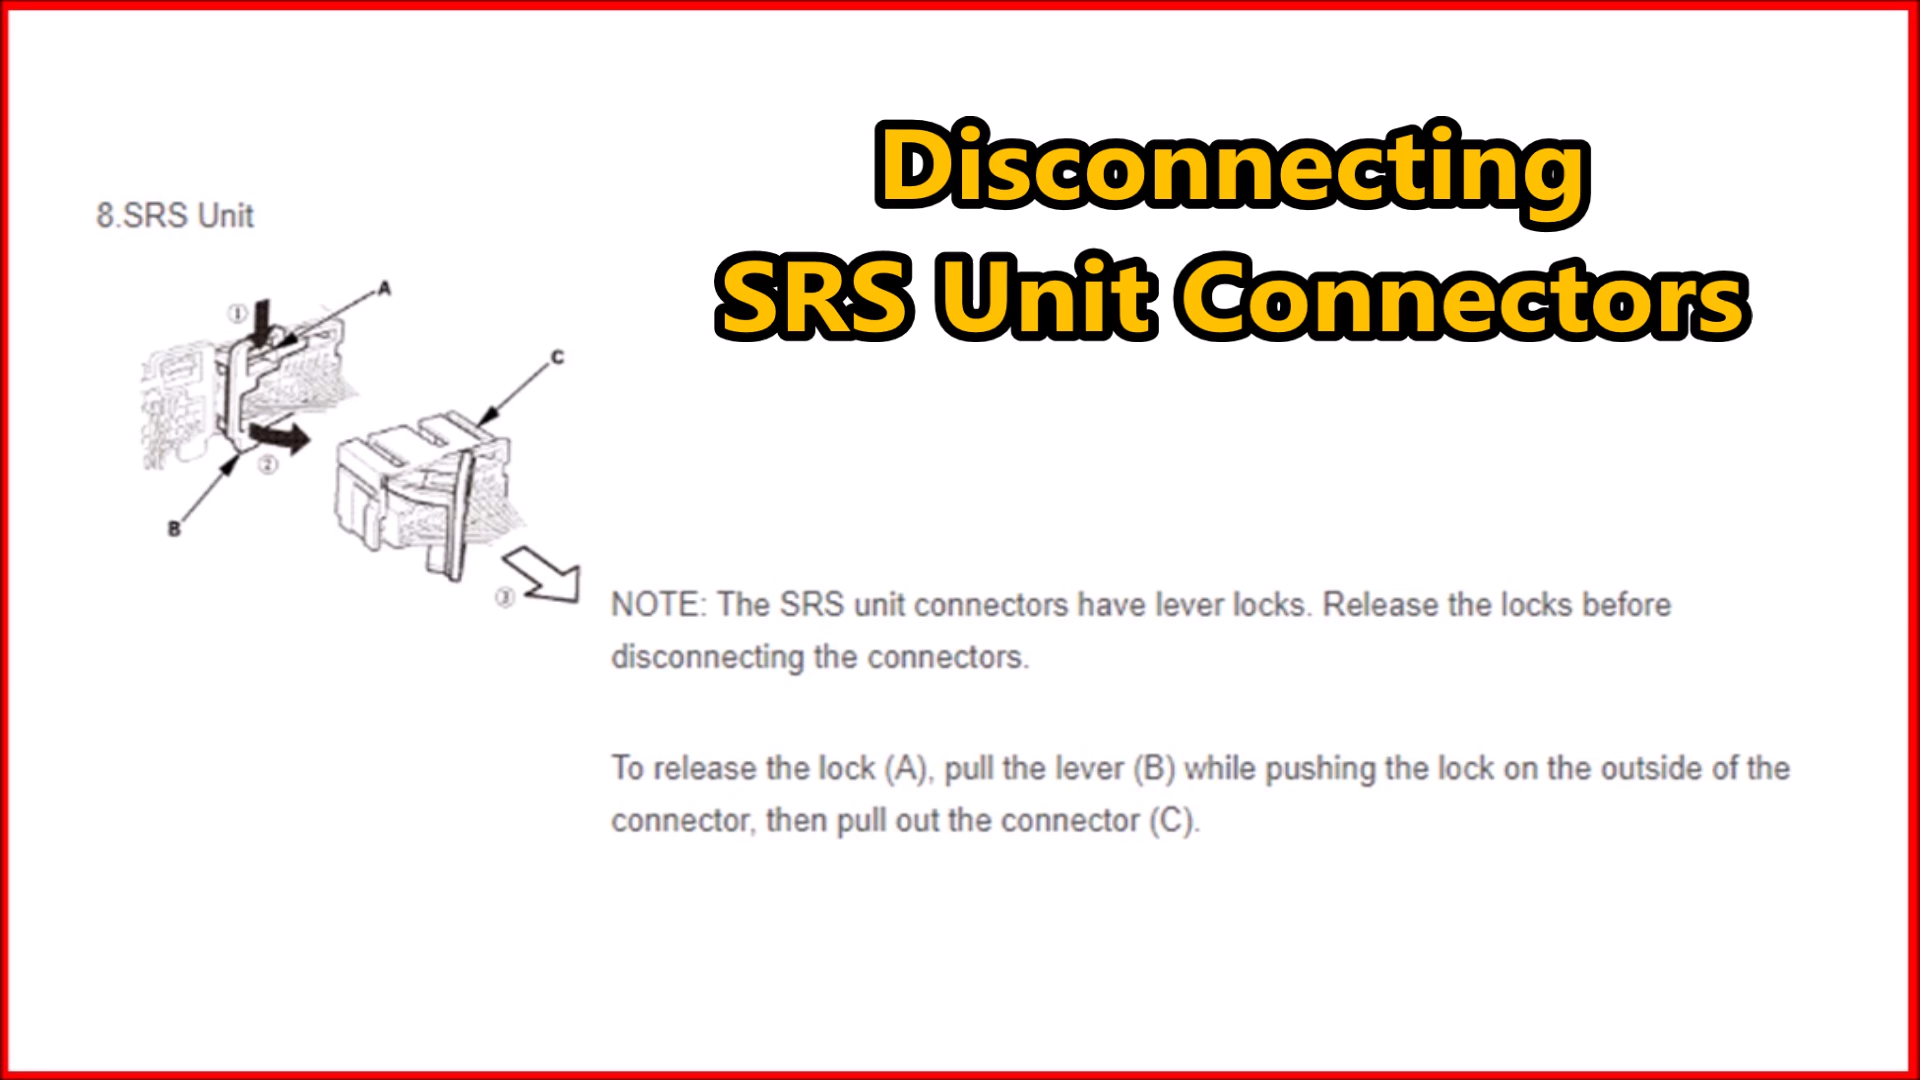 Disconnecting
SRS Unit Connectors
8.SRS Unit
A
①
C
②
B
③
NOTE: The SRS unit connectors have lever locks. Release the locks before
disconnecting the connectors.
To release the lock (A), pull the lever (B) while pushing the lock on the outside of the
connector, then pull out the connector (C).